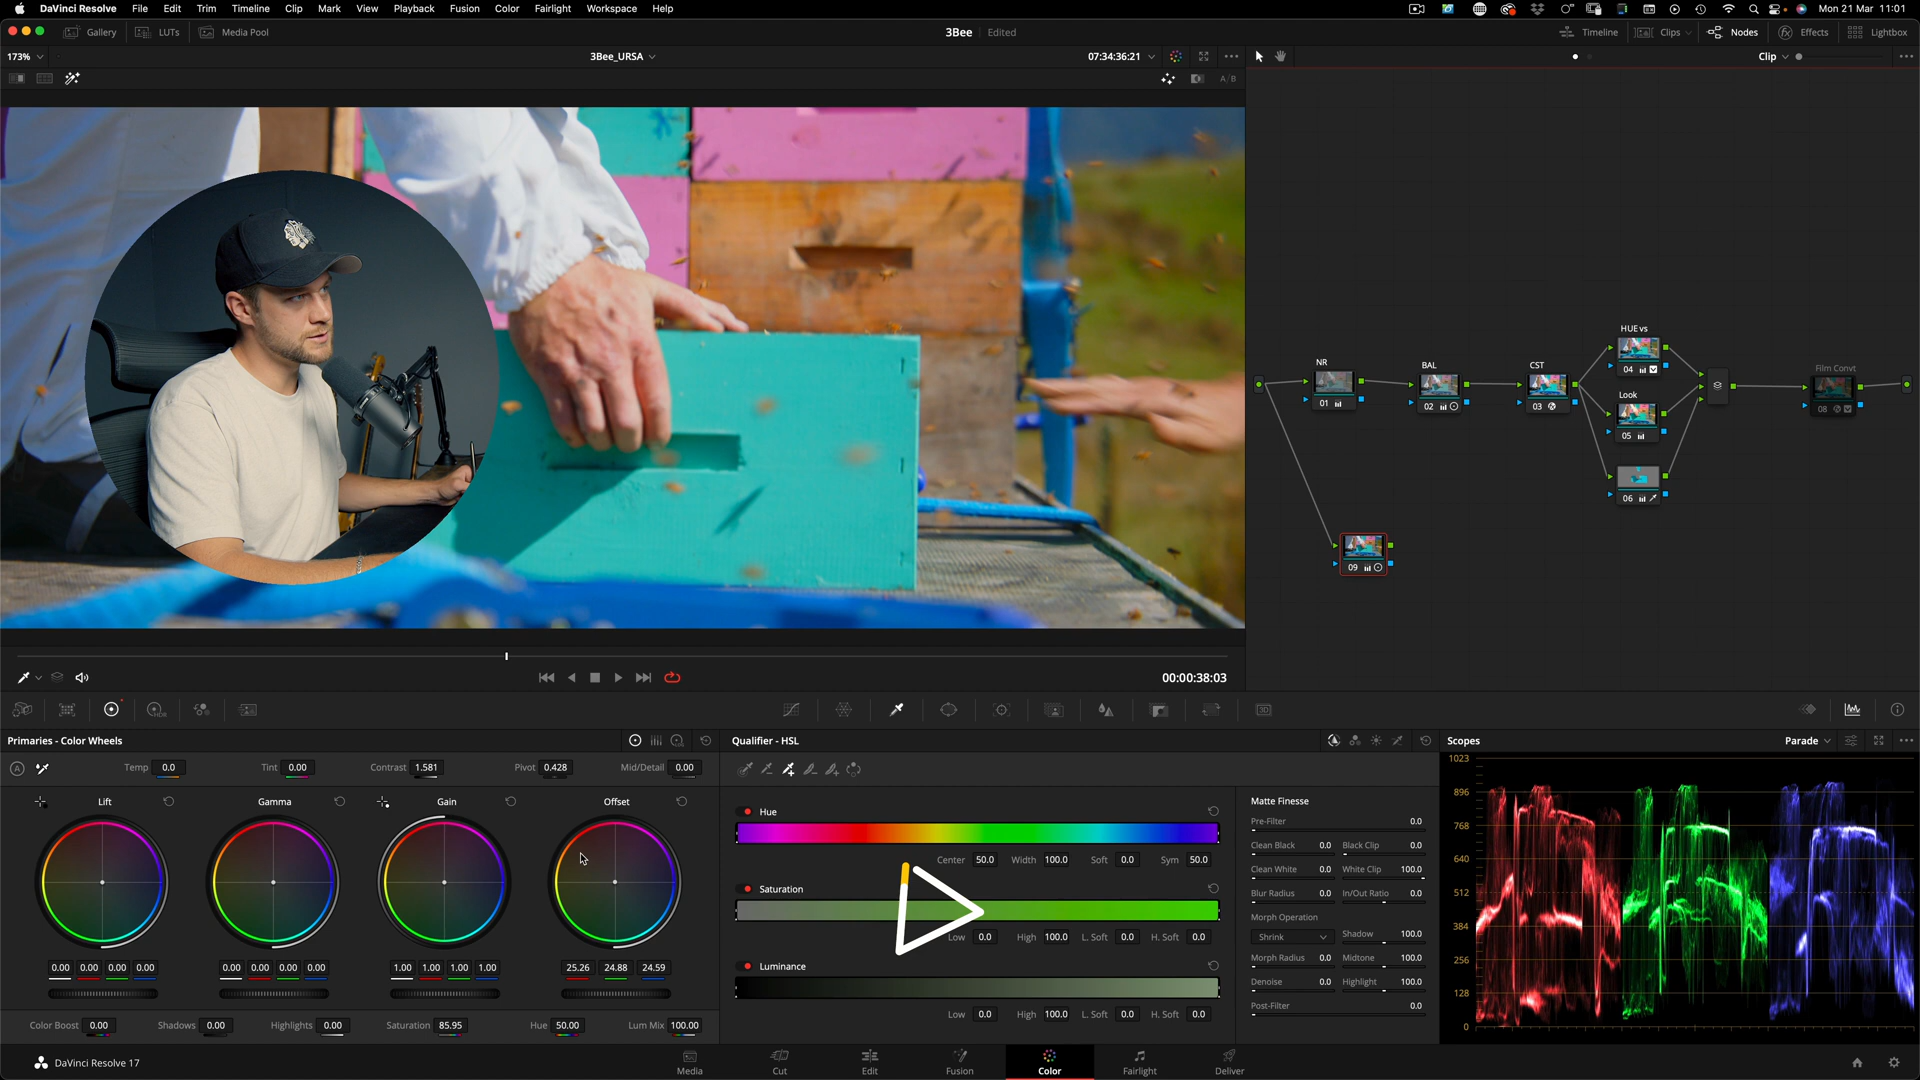 DaVinci Resolve File Edit Trim Timeline Clip Mark View Playback Fusion Color Fairlight Workspace Help
Mon 21 Mar 11:01
Gallery LUTs Media Pool
3Bee Edited
Timeline Clips Nodes Effects Lightbox
173%
3Bee_URSA
07:34:36:21
Clip
A/B
NR
01
BAL
02
CST
03
HUE vs
04
Look
05
06
Film Convt
08
09
00:00:38:03
HDR
3D
Primaries - Color Wheels
Qualifier - HSL
Scopes
Parade
A
Temp 0.0
Tint 0.00
Contrast 1.581
Pivot 0.428
Mid/Detail 0.00
Lift
Gamma
Gain
Offset
0.00 0.00 0.00 0.00
0.00 0.00 0.00 0.00
1.00 1.00 1.00 1.00
25.26 24.88 24.59
Color Boost 0.00
Shadows 0.00
Highlights 0.00
Saturation 85.95
Hue 50.00
Lum Mix 100.00
Hue
Center 50.0 Width 100.0 Soft 0.0 Sym 50.0
Saturation
Low 0.0 High 100.0 L. Soft 0.0 H. Soft 0.0
Luminance
Low 0.0 High 100.0 L. Soft 0.0 H. Soft 0.0
Matte Finesse
Pre-Filter 0.0
Clean Black 0.0 Black Clip 0.0
Clean White 0.0 White Clip 100.0
Blur Radius 0.0 In/Out Ratio 0.0
Morph Operation
Shrink Shadow 100.0
Morph Radius 0.0 Midtone 100.0
Denoise 0.0 Highlight 100.0
Post-Filter 0.0
1023
896
768
640
512
384
256
128
0
DaVinci Resolve 17
Media Cut Edit Fusion Color Fairlight Deliver